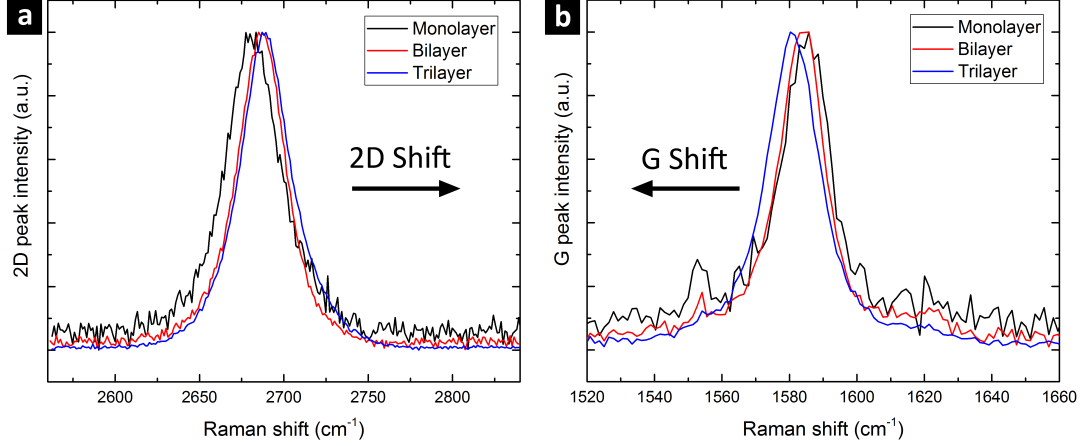 a
Monolayer
Bilayer
Trilayer
2D Shift
2D peak intensity (a.u.)
2600 2650 2700 2750 2800
Raman shift (cm⁻¹)
b
Monolayer
Bilayer
Trilayer
G Shift
G peak intensity (a.u.)
1520 1540 1560 1580 1600 1620 1640 1660
Raman shift (cm⁻¹)